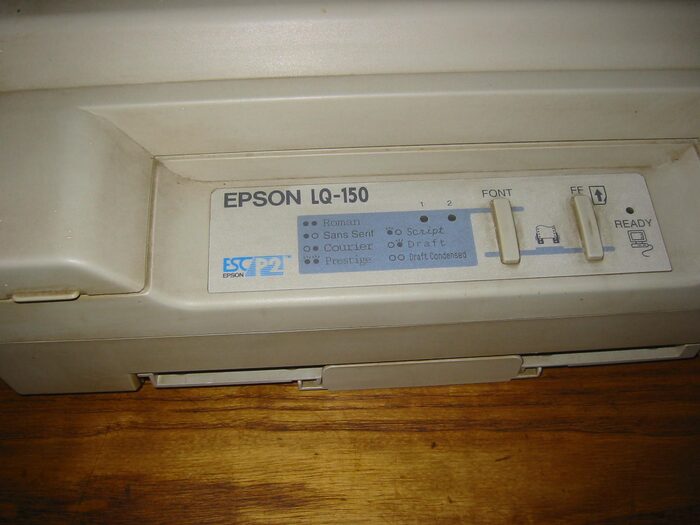 EPSON LQ-150
1 2
FONT
FF
READY
Roman
Sans Serif
Courier
Prestige
Script
Draft
Draft Condensed
ESC/P2
EPSON